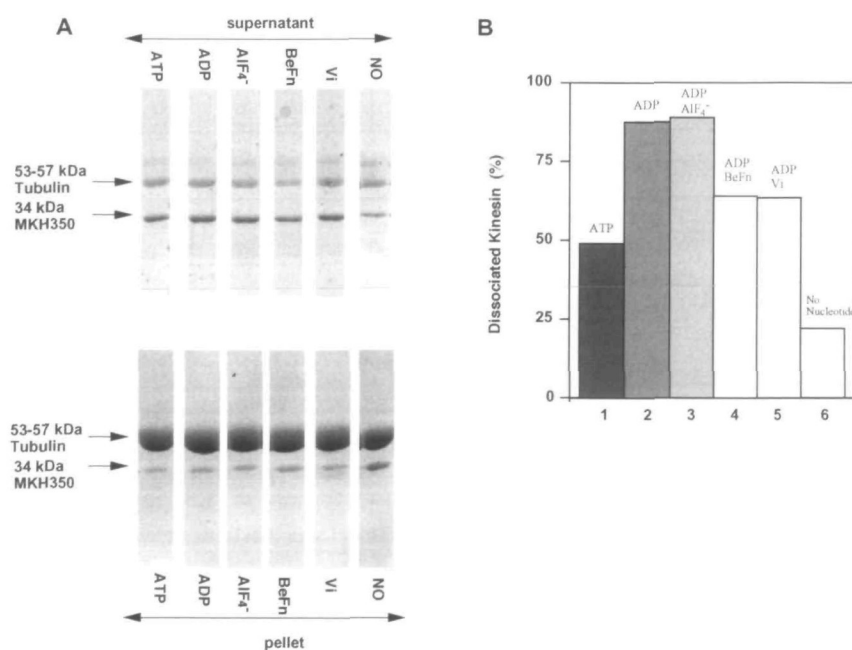 A
supernatant
ATP
ADP
AlF4-
BeFn
Vi
NO
53-57 kDa
Tubulin
34 kDa
MKH350
53-57 kDa
Tubulin
34 kDa
MKH350
ATP
ADP
AlF4-
BeFn
Vi
NO
pellet
B
Dissociated Kinesin (%)
100
75
50
25
0
ATP
ADP
ADP
AlF4-
ADP
BeFn
ADP
Vi
No
Nucleotide
1
2
3
4
5
6